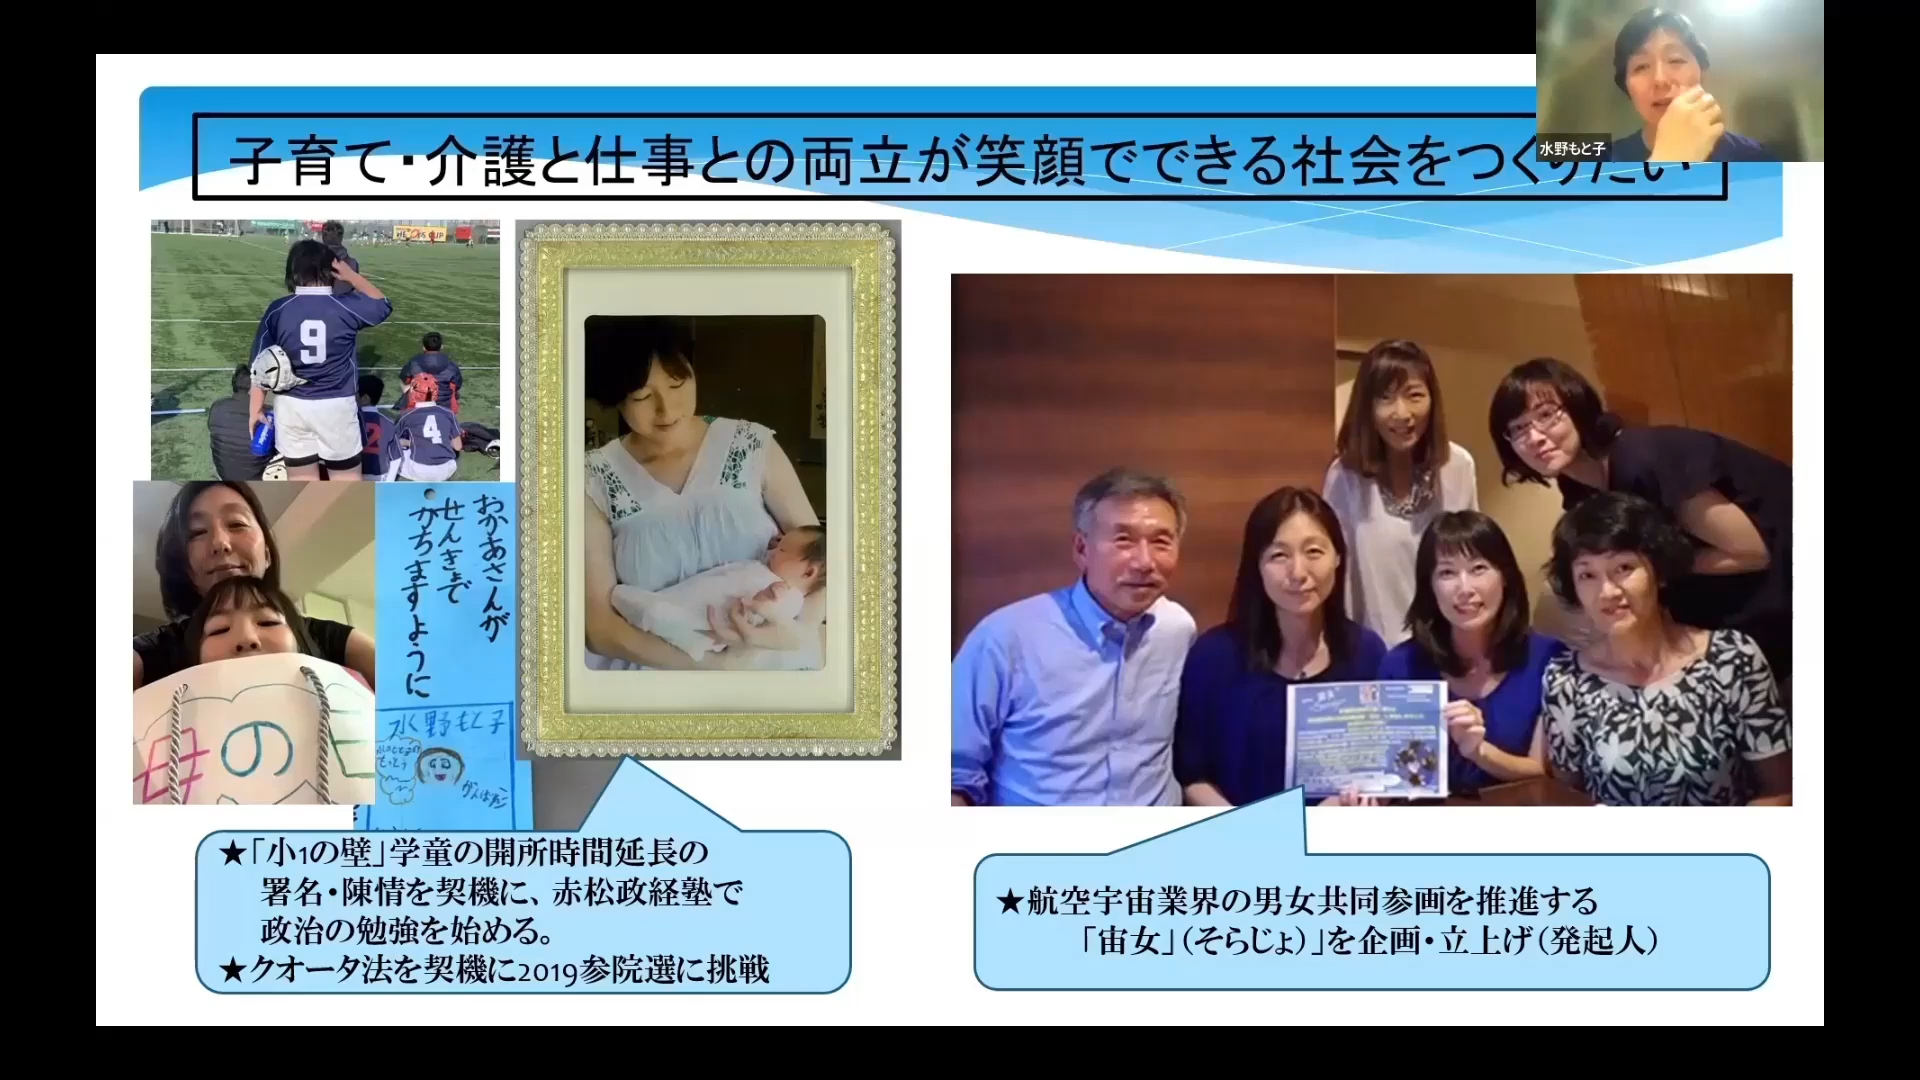 水野もと子
子育て・介護と仕事との両立が笑顔でできる社会をつくりたい
9
4
2
おかあさんが
せんきょで
かちますように
水野もと子
がんばれ
母の日
★「小1の壁」学童の開所時間延長の
署名・陳情を契機に、赤松政経塾で
政治の勉強を始める。
★クオータ法を契機に2019参院選に挑戦
★航空宇宙業界の男女共同参画を推進する
「宙女」（そらじょ）」を企画・立上げ（発起人）